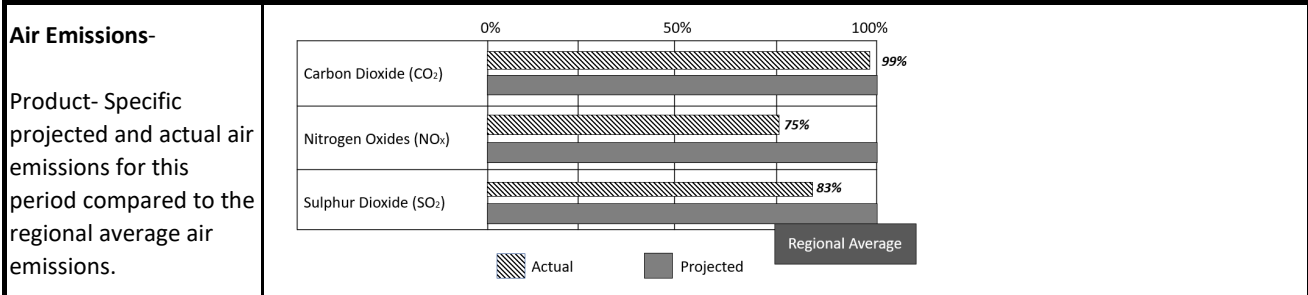 Air Emissions-
Product- Specific
projected and actual air
emissions for this
period compared to the
regional average air
emissions.
0% 50% 100%
Carbon Dioxide (CO₂) 99%
Nitrogen Oxides (NOx) 75%
Sulphur Dioxide (SO₂) 83%
Regional Average
Actual Projected